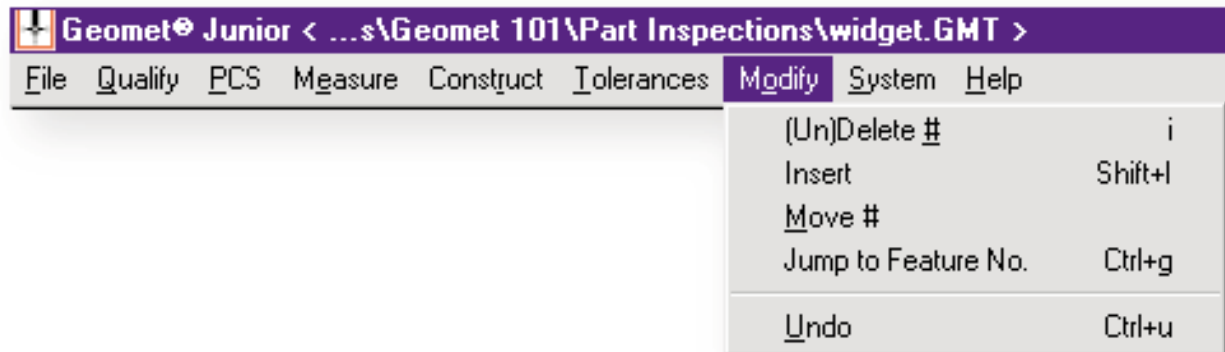 Geomet® Junior < ...s\Geomet 101\Part Inspections\widget.GMT >
File Qualify PCS Measure Construct Tolerances Modify System Help
(Un)Delete # i
Insert Shift+I
Move #
Jump to Feature No. Ctrl+g
Undo Ctrl+u